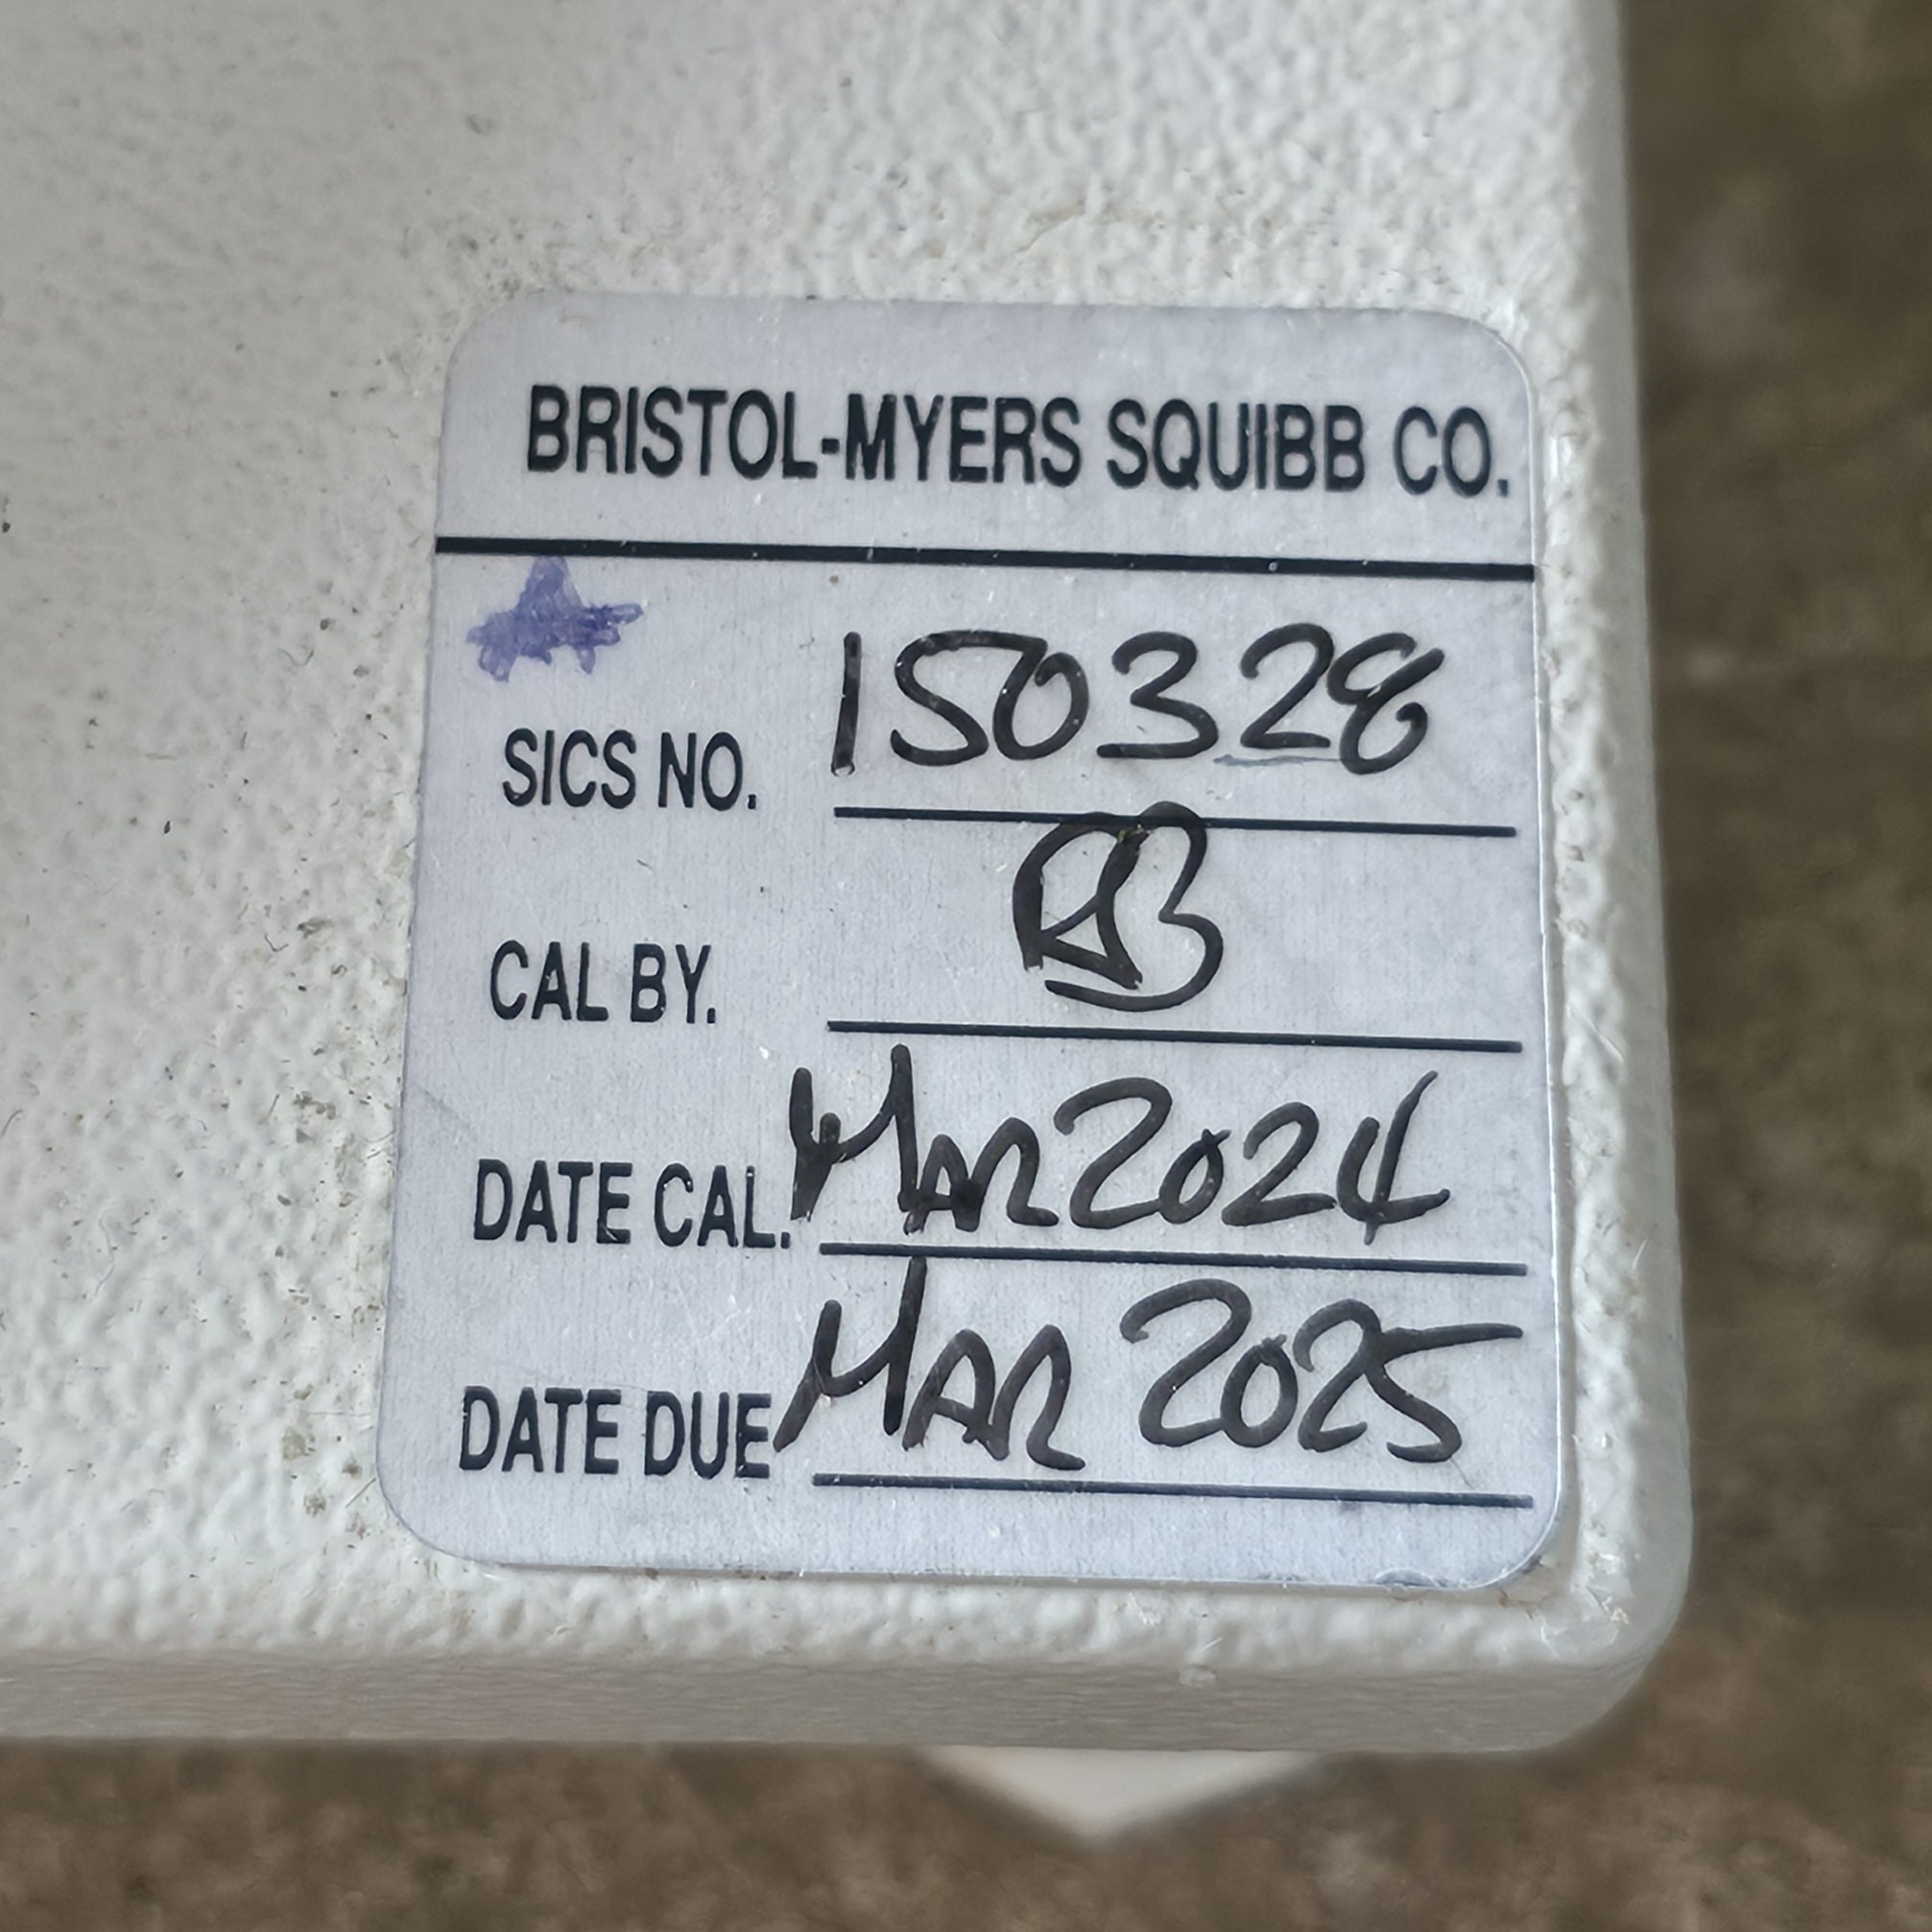 BRISTOL-MYERS SQUIBB CO.
SICS NO. 150328
CAL BY.
DATE CAL. MAR 2024
DATE DUE MAR 2025